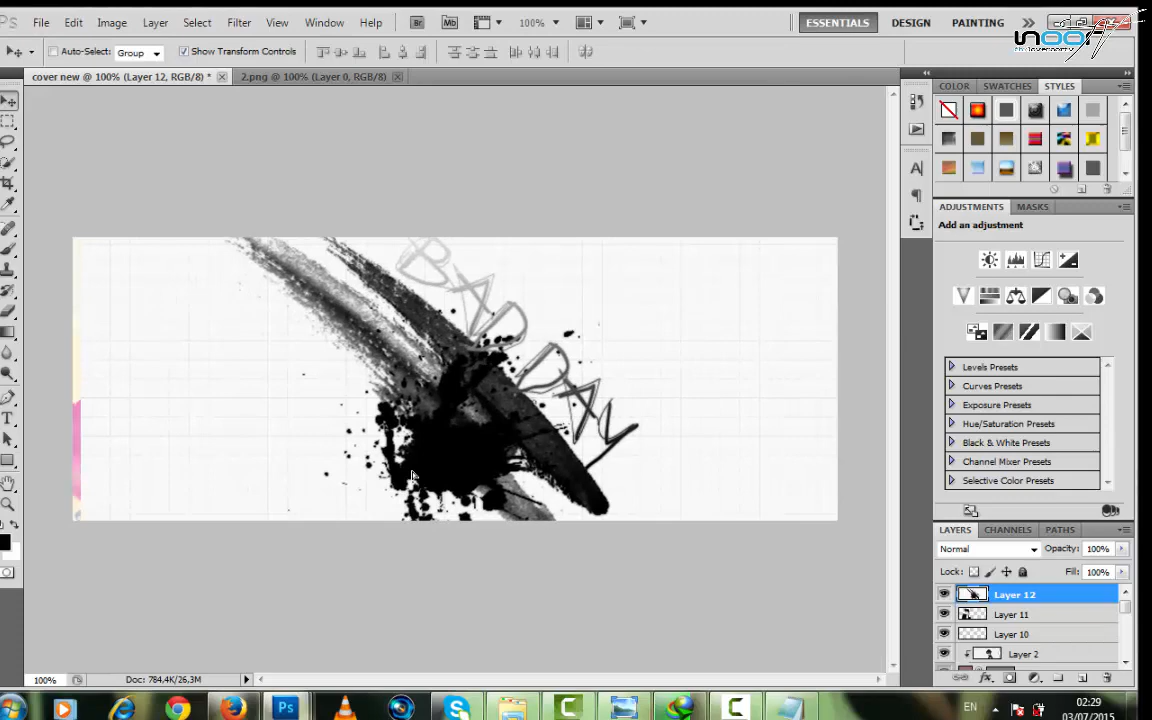 Ps File Edit Image Layer Select Filter View Window Help Br Mb 100% ESSENTIALS DESIGN PAINTING
Auto-Select: Group Show Transform Controls
cover new @ 100% (Layer 12, RGB/8) * 2.png @ 100% (Layer 0, RGB/8)
COLOR SWATCHES STYLES
BAD DAY
ADJUSTMENTS MASKS
Add an adjustment
Levels Presets
Curves Presets
Exposure Presets
Hue/Saturation Presets
Black & White Presets
Channel Mixer Presets
Selective Color Presets
LAYERS CHANNELS PATHS
Normal Opacity: 100%
Lock: Fill: 100%
Layer 12
Layer 11
Layer 10
Layer 2
100% Doc: 784,4K/26,3M
EN 02:29
03/07/2015